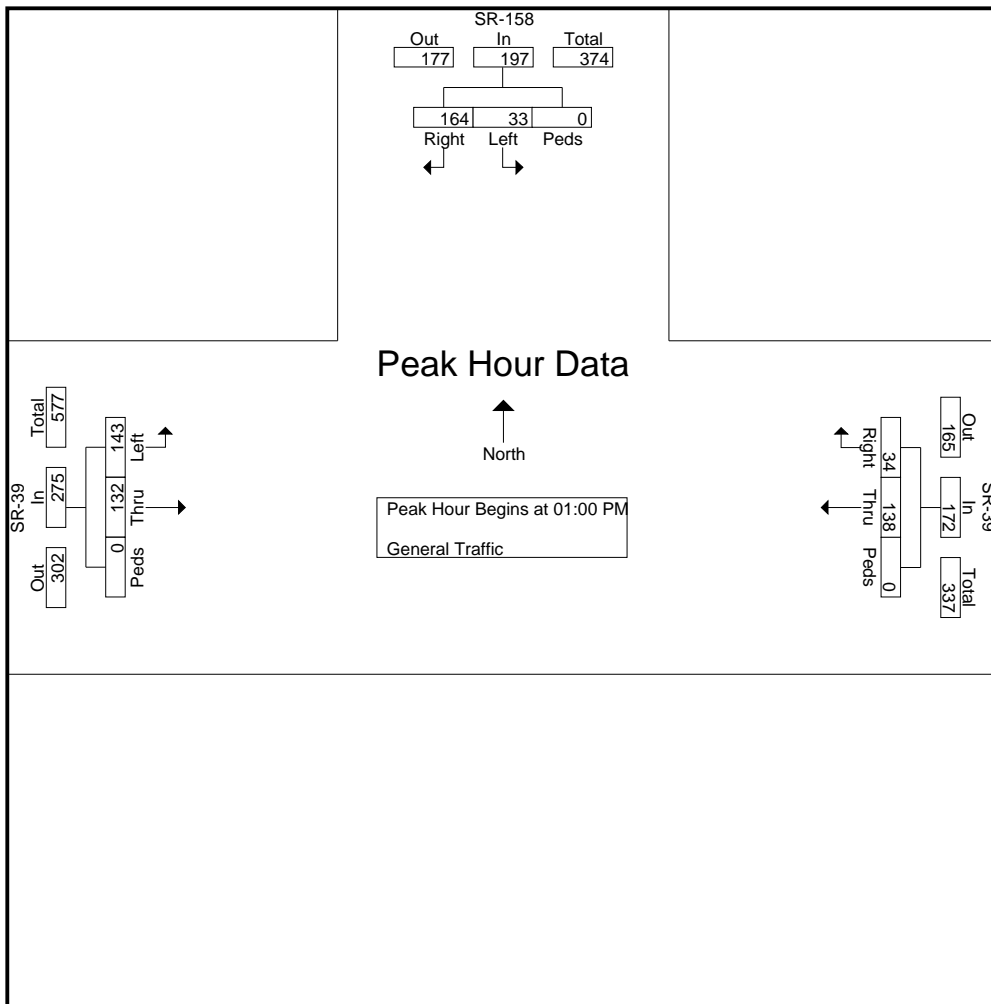 SR-158
Out In Total
177 197 374
164 33 0
Right Left Peds
Peak Hour Data
North
Peak Hour Begins at 01:00 PM
General Traffic
SR-39
Out In Total
302 275 577
Left Thru Peds
143 132 0
SR-39
Out In Total
165 172 337
Right Thru Peds
34 138 0